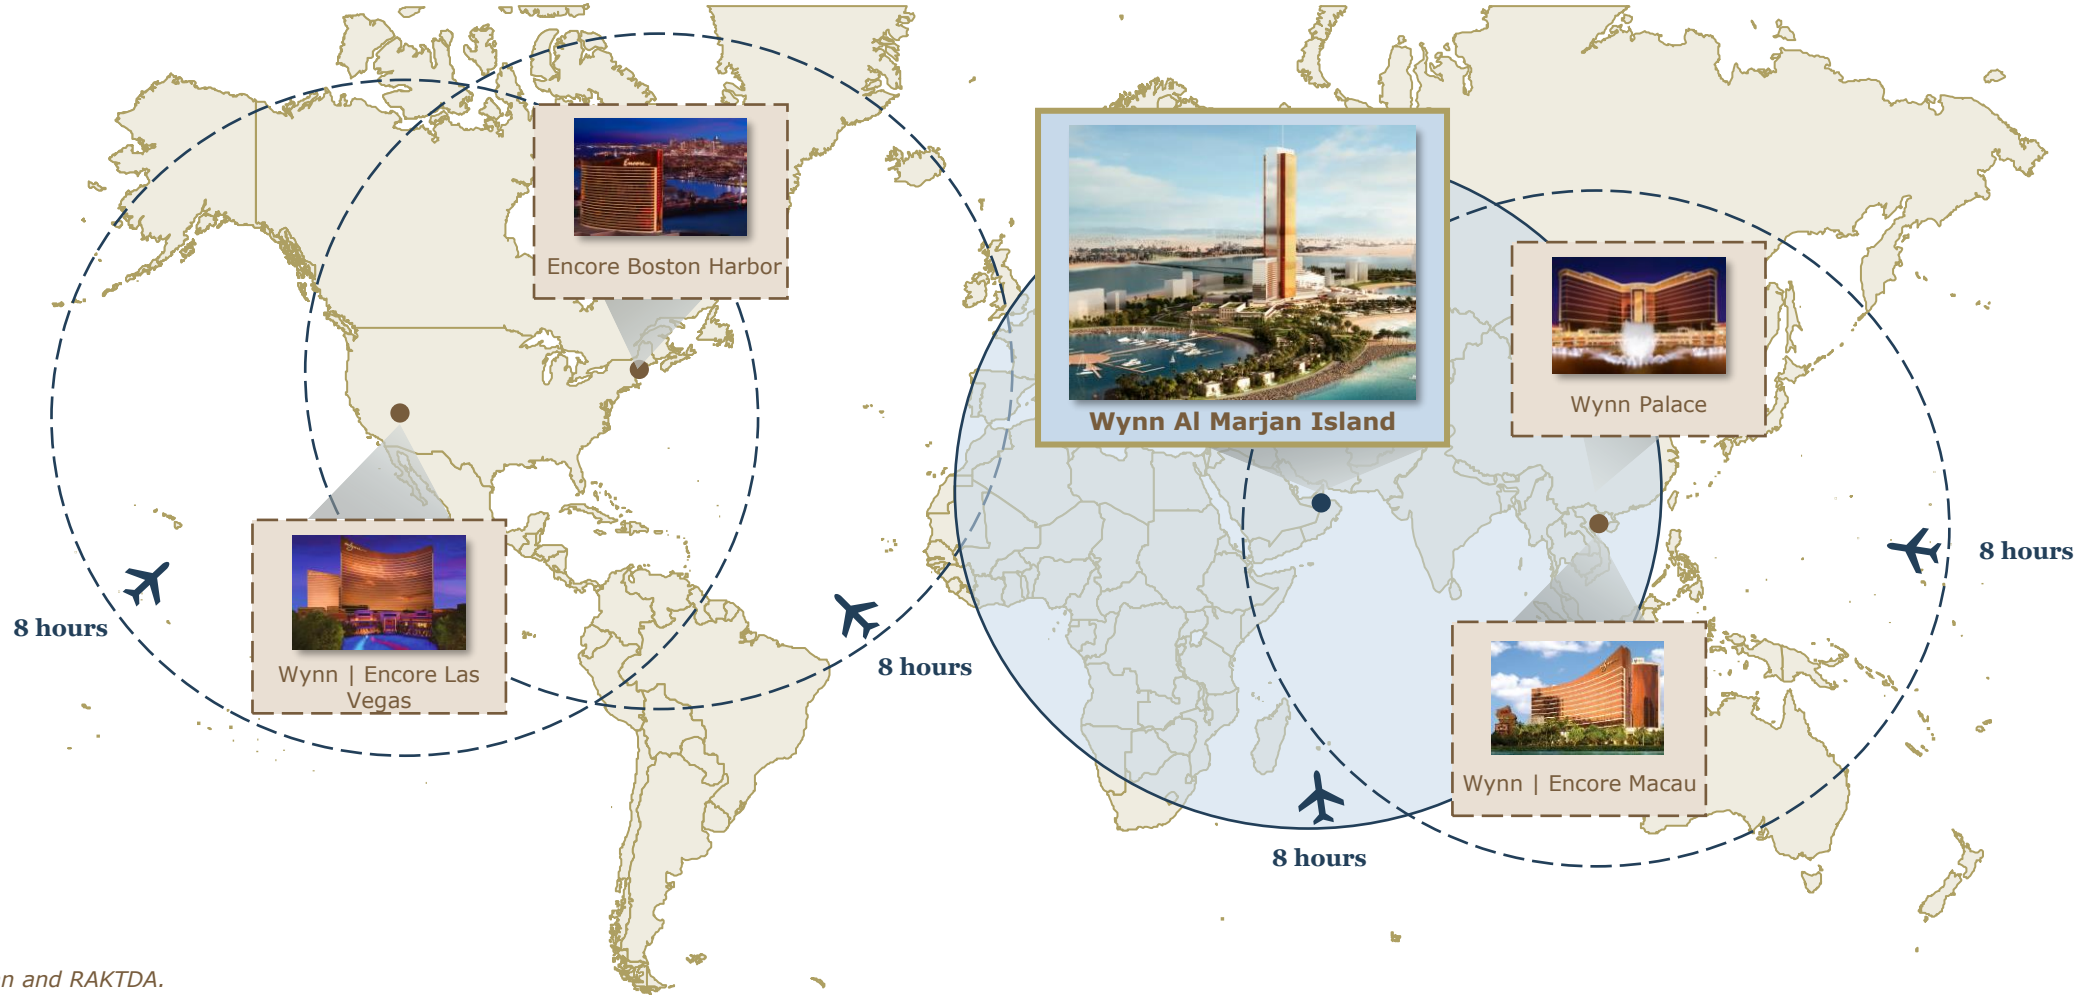 Encore
Encore Boston Harbor
Wynn Al Marjan Island
Wynn Palace
8 hours
8 hours
Wynn | Encore Las
Vegas
8 hours
Wynn | Encore Macau
8 hours
n and RAKTDA.